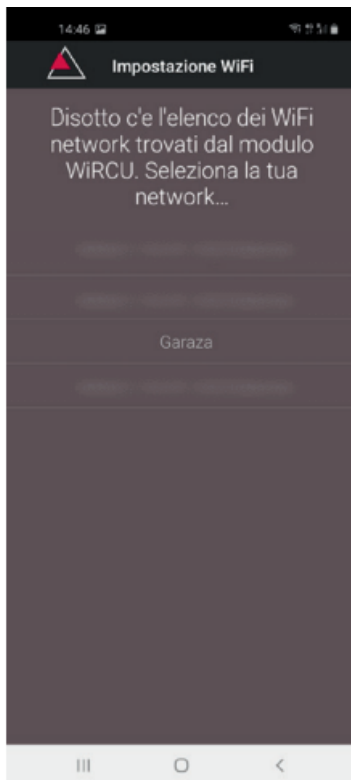 14:46
Impostazione WiFi
Disotto c'e l'elenco dei WiFi
network trovati dal modulo
WiRCU. Seleziona la tua
network...
Garaza